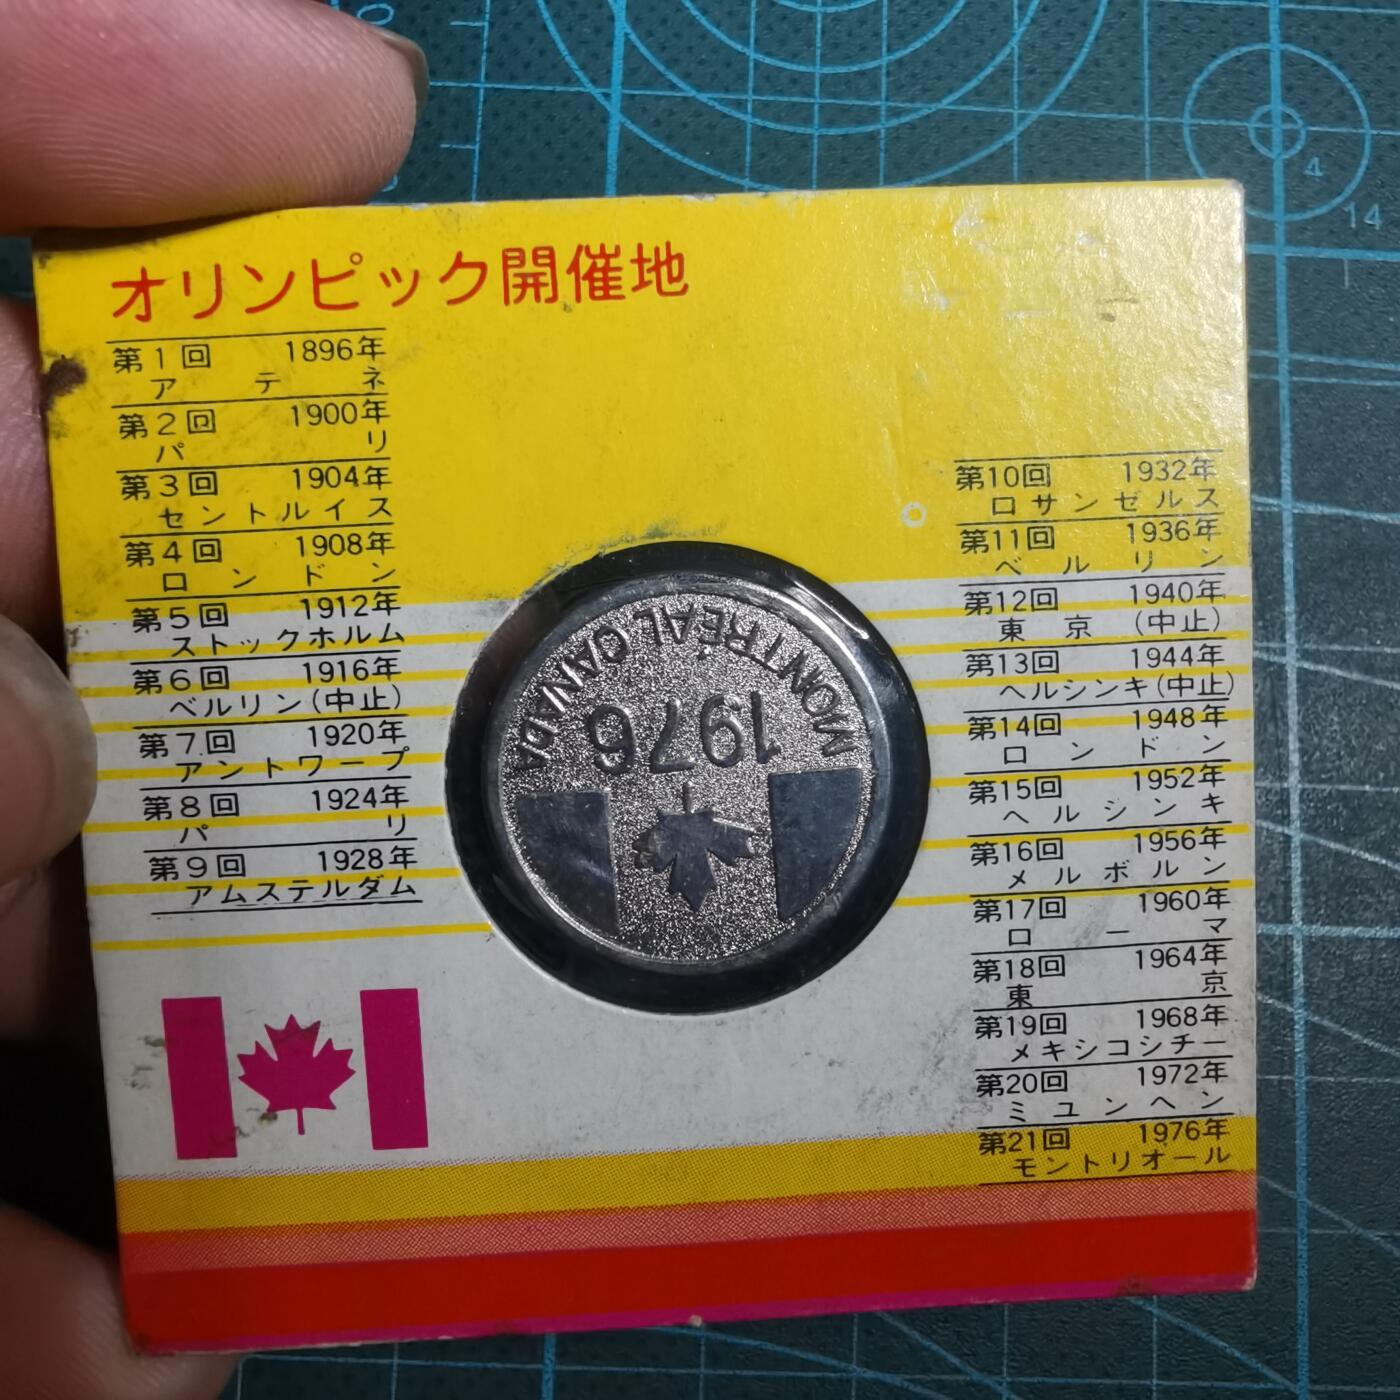 オリンピック開催地
第1回 1896年
アテネ
第2回 1900年
パリ
第3回 1904年
セントルイス
第4回 1908年
ロンドン
第5回 1912年
ストックホルム
第6回 1916年
ベルリン(中止)
第7回 1920年
アントワープ
第8回 1924年
パリ
第9回 1928年
アムステルダム
第10回 1932年
ロサンゼルス
第11回 1936年
ベルリン
第12回 1940年
東京(中止)
第13回 1944年
ヘルシンキ(中止)
第14回 1948年
ロンドン
第15回 1952年
ヘルシンキ
第16回 1956年
メルボルン
第17回 1960年
ローマ
第18回 1964年
東京
第19回 1968年
メキシコシチー
第20回 1972年
ミユンヘン
第21回 1976年
モントリオール
MONTRÉAL CANADA
1976
4
14